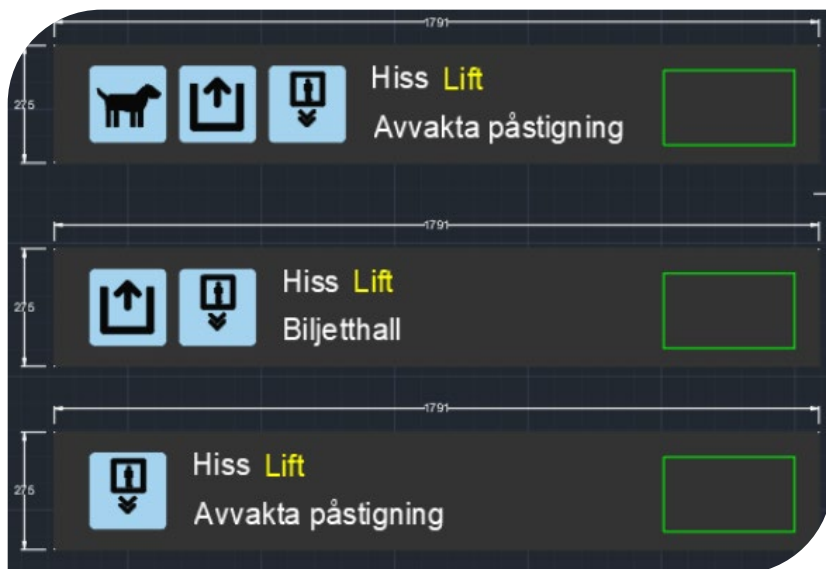 1791
275
Hiss Lift
Avvakta påstigning
1791
275
Hiss Lift
Biljetthall
1791
275
Hiss Lift
Avvakta påstigning